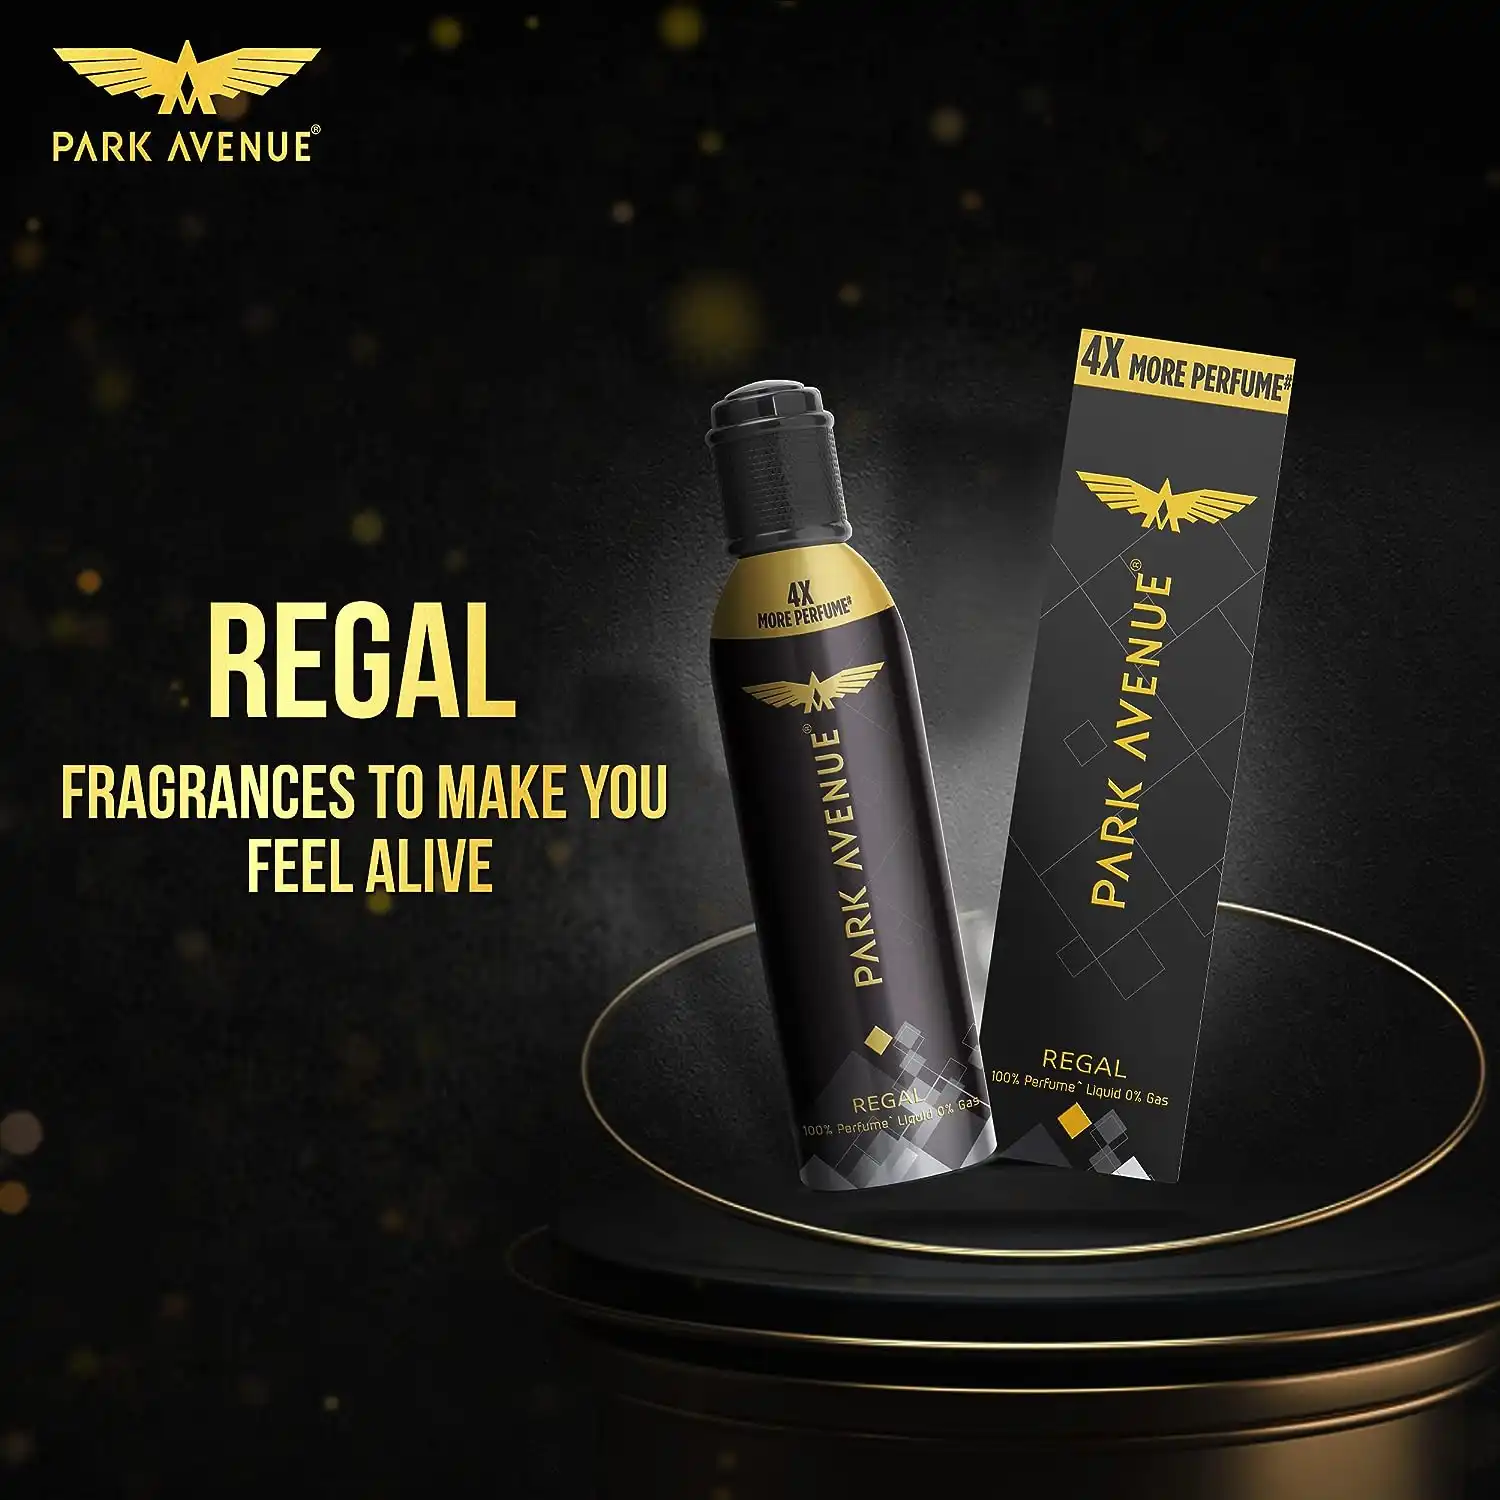 PARK AVENUE®
REGAL
FRAGRANCES TO MAKE YOU
FEEL ALIVE
4X
MORE PERFUME#
PARK AVENUE®
REGAL
100% Perfume^ Liquid 0% Gas
4X MORE PERFUME#
PARK AVENUE®
REGAL
100% Perfume^ Liquid 0% Gas